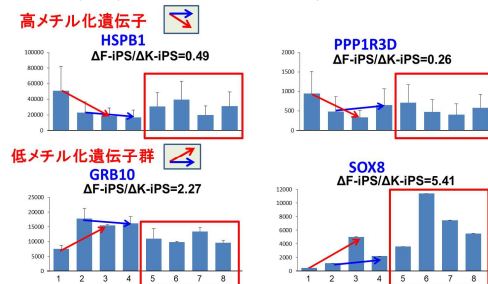 高メチル化遺伝子
HSPB1
ΔF-iPS/ΔK-iPS=0.49
100000
80000
60000
40000
20000
0
PPP1R3D
ΔF-iPS/ΔK-iPS=0.26
2000
1500
1000
500
0
低メチル化遺伝子群
GRB10
ΔF-iPS/ΔK-iPS=2.27
25000
20000
15000
10000
5000
0
1 2 3 4 5 6 7 8
SOX8
ΔF-iPS/ΔK-iPS=5.41
12000
10000
8000
6000
4000
2000
0
1 2 3 4 5 6 7 8